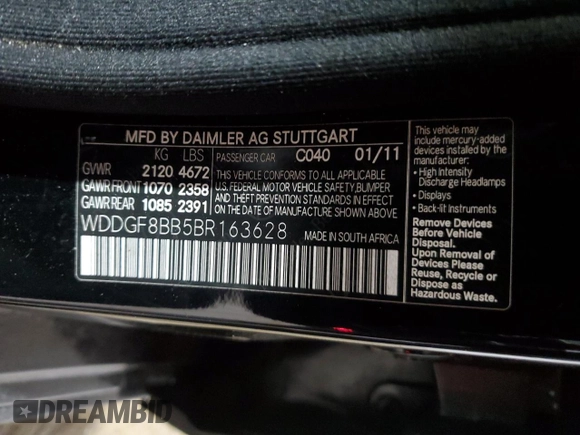 MFD BY DAIMLER AG STUTTGART
KG LBS PASSENGER CAR C040 01/11
GVWR 2120 4672
GAWR FRONT 1070 2358
GAWR REAR 1085 2391
THIS VEHICLE CONFORMS TO ALL APPLICABLE
U.S. FEDERAL MOTOR VEHICLE SAFETY, BUMPER
AND THEFT PREVENTION STANDARDS IN
EFFECT ON THE DATE OF
MANUFACTURE SHOWN ABOVE.
WDDGF8BB5BR163628
MADE IN SOUTH AFRICA
This vehicle may
include mercury-added
devices installed by the
manufacturer:
• High Intensity
Discharge Headlamps
• Displays
• Back-lit Instruments
Remove Devices
Before Vehicle
Disposal.
Upon Removal of
Devices Please
Reuse, Recycle or
Dispose as
Hazardous Waste.
DREAMBID